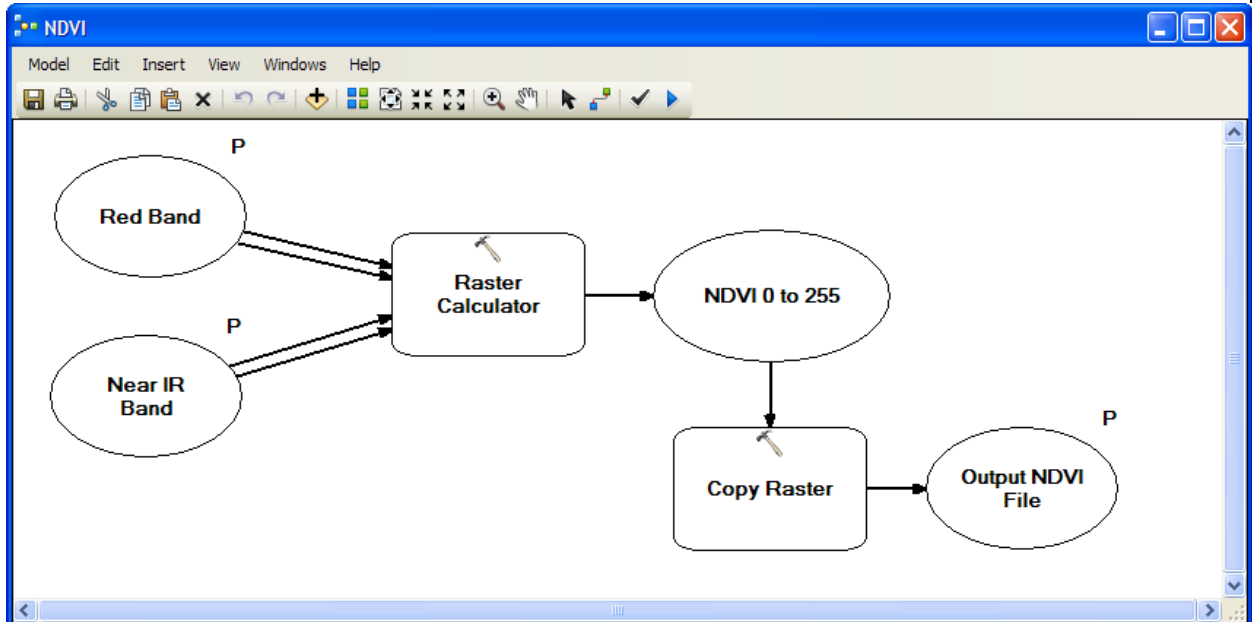 NDVI
Model Edit Insert View Windows Help
P
Red Band
Raster
Calculator
NDVI 0 to 255
P
Near IR
Band
Copy Raster
P
Output NDVI
File